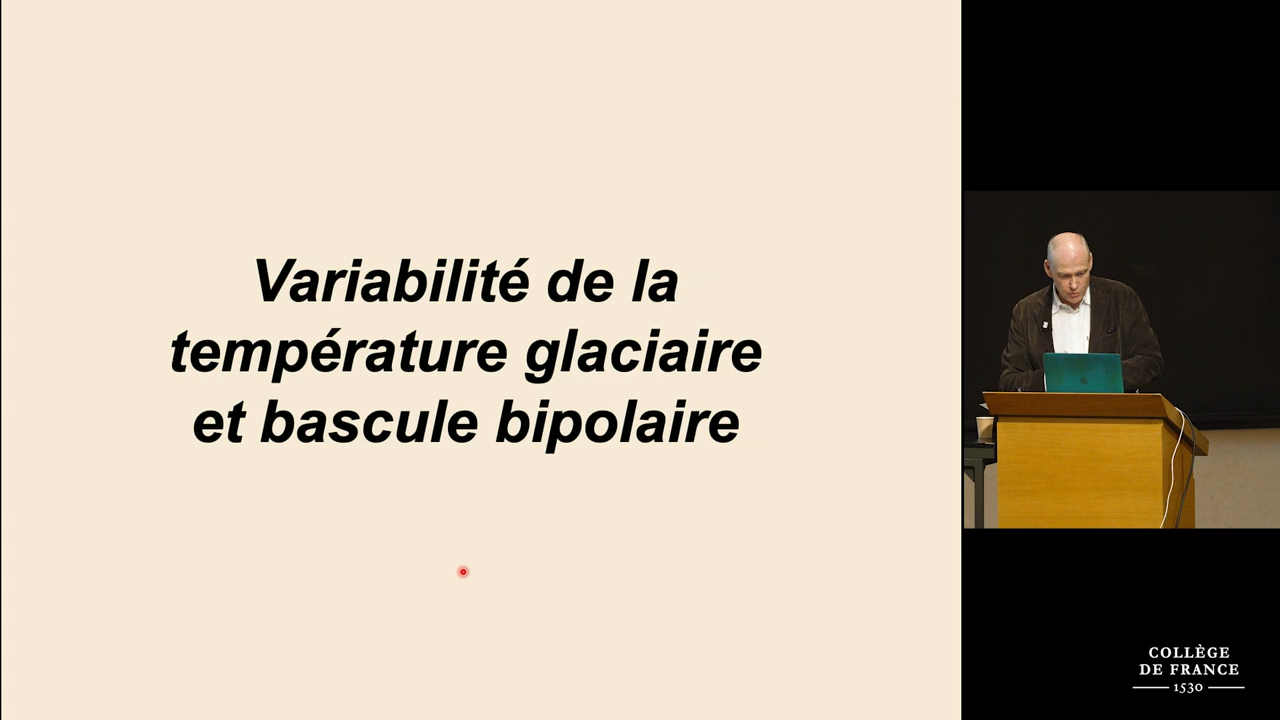 Variabilité de la
température glaciaire
et bascule bipolaire
COLLÈGE
DE FRANCE
1530